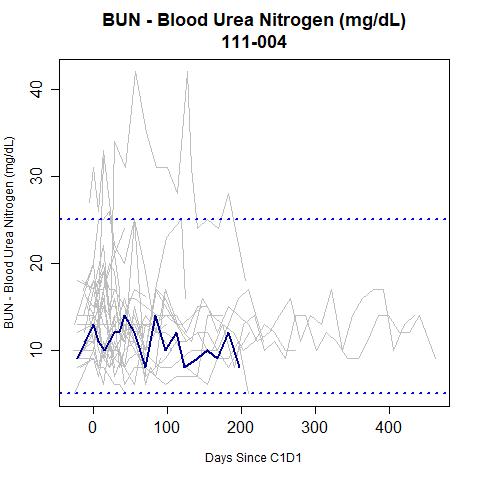 BUN - Blood Urea Nitrogen (mg/dL)
111-004
BUN - Blood Urea Nitrogen (mg/dL)
40
30
20
10
0 100 200 300 400
Days Since C1D1